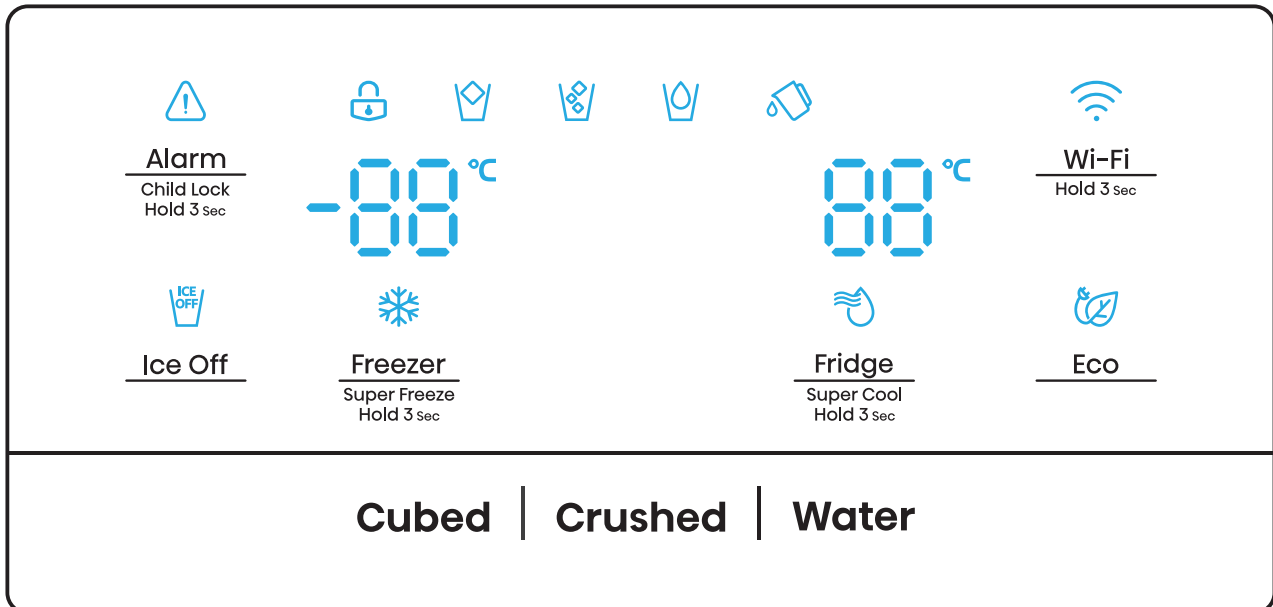 Alarm
Child Lock
Hold 3 Sec
-88 °C
88 °C
Wi-Fi
Hold 3 Sec
ICE
OFF
Ice Off
Freezer
Super Freeze
Hold 3 Sec
Fridge
Super Cool
Hold 3 Sec
Eco
Cubed | Crushed | Water